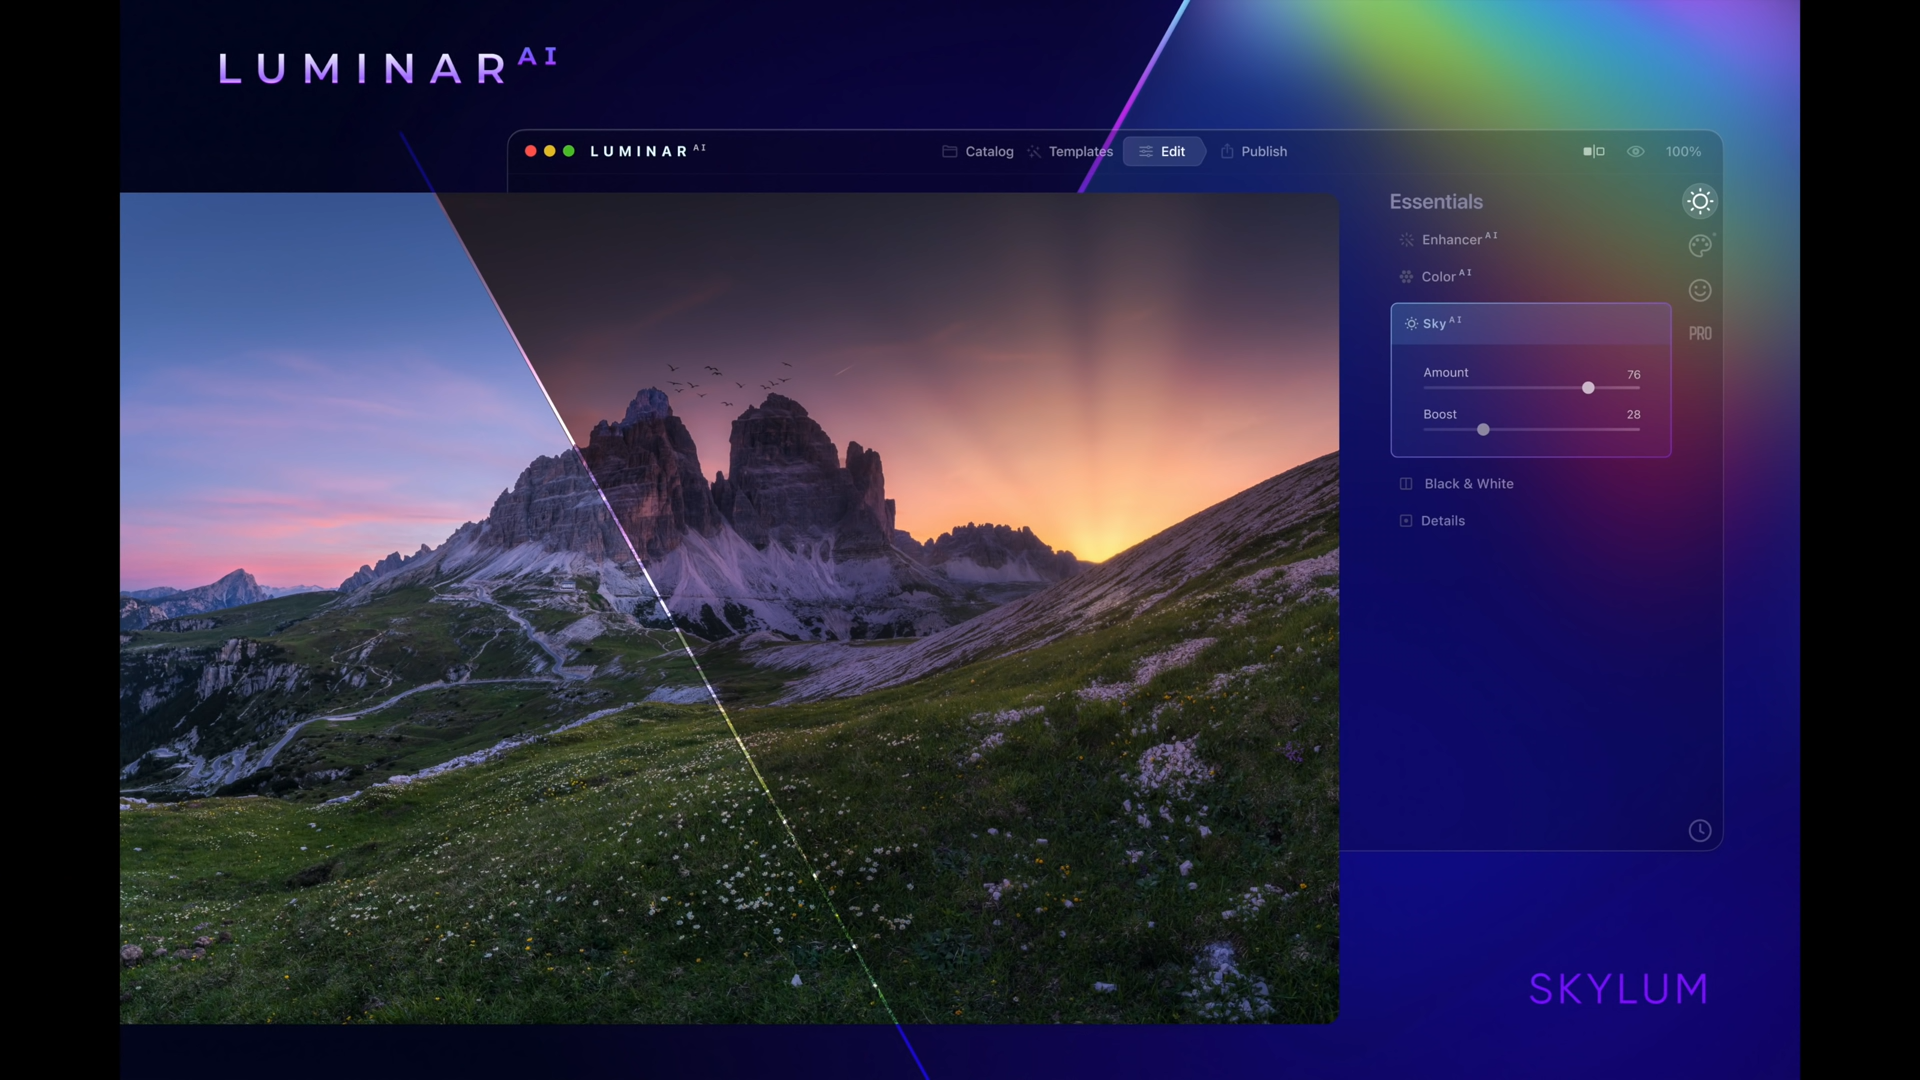 LUMINAR AI
LUMINAR AI
Catalog
Templates
Edit
Publish
100%
Essentials
Enhancer AI
Color AI
Sky AI
PRO
Amount 76
Boost 28
Black & White
Details
SKYLUM